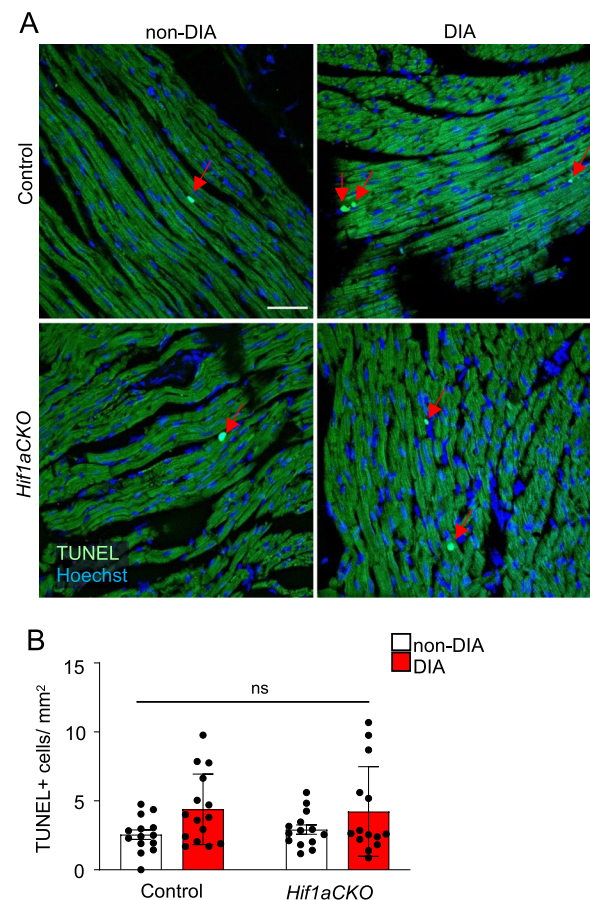 A
non-DIA
DIA
Control
Hif1aCKO
TUNEL
Hoechst
B
non-DIA
DIA
15
10
5
0
TUNEL+ cells/ mm²
ns
Control
Hif1aCKO